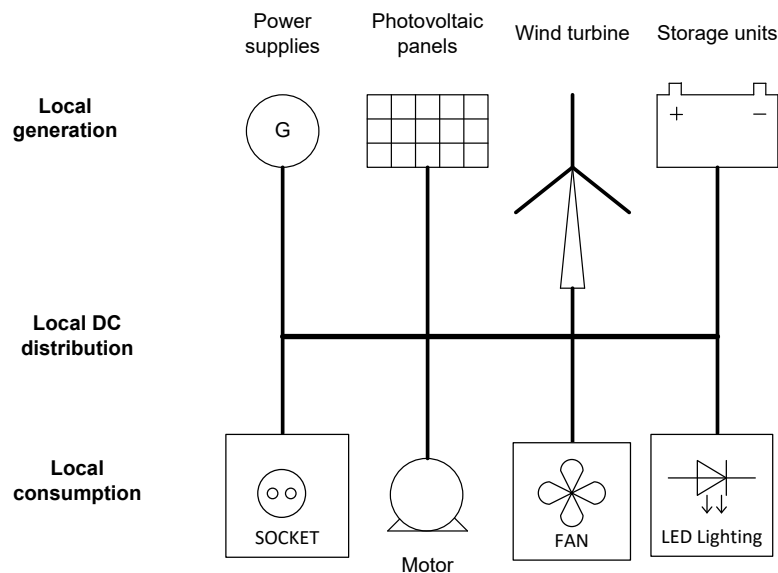 Power
supplies
Photovoltaic
panels
Wind turbine
Storage units
Local
generation
G
+
−
Local DC
distribution
Local
consumption
SOCKET
Motor
FAN
LED Lighting